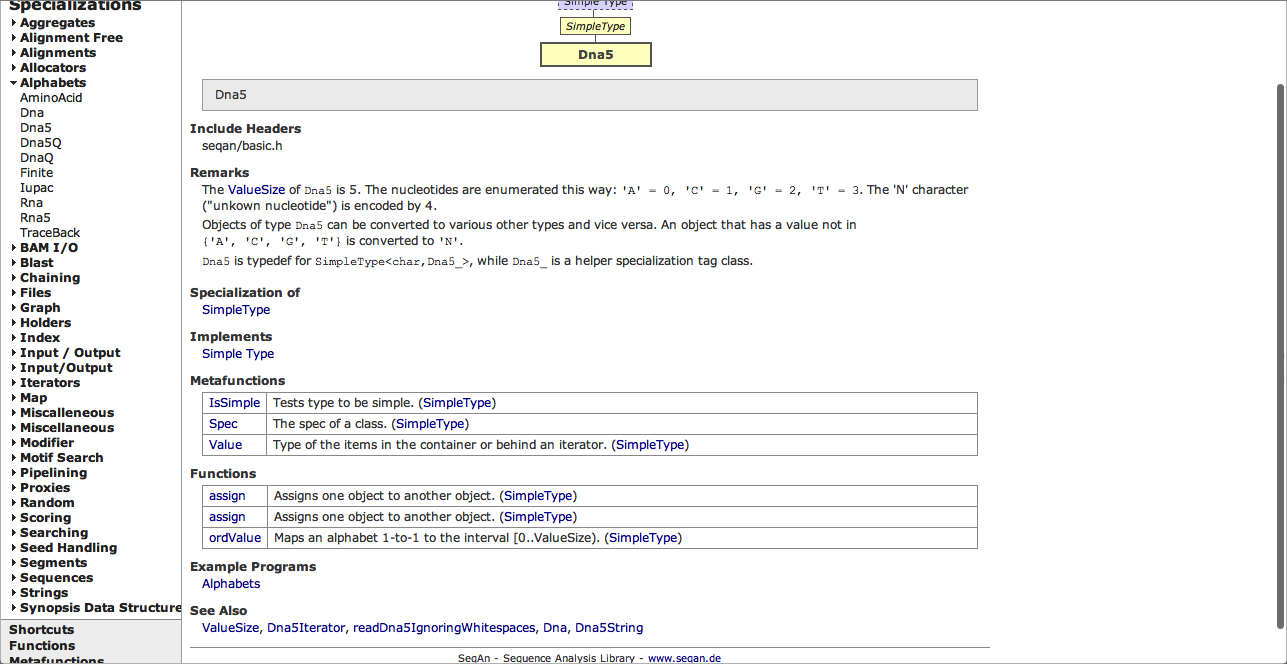 Specializations
Aggregates
Alignment Free
Alignments
Allocators
Alphabets
AminoAcid
Dna
Dna5
Dna5Q
DnaQ
Finite
Iupac
Rna
Rna5
TraceBack
BAM I/O
Blast
Chaining
Files
Graph
Holders
Index
Input / Output
Input/Output
Iterators
Map
Miscalleneous
Miscellaneous
Modifier
Motif Search
Pipelining
Proxies
Random
Scoring
Searching
Seed Handling
Segments
Sequences
Strings
Synopsis Data Structure
Shortcuts
Functions
Metafunctions
Simple Type
SimpleType
Dna5
Dna5
Include Headers
seqan/basic.h
Remarks
The ValueSize of Dna5 is 5. The nucleotides are enumerated this way: 'A' = 0, 'C' = 1, 'G' = 2, 'T' = 3. The 'N' character
("unkown nucleotide") is encoded by 4.
Objects of type Dna5 can be converted to various other types and vice versa. An object that has a value not in
{'A', 'C', 'G', 'T'} is converted to 'N'.
Dna5 is typedef for SimpleType<char,Dna5_>, while Dna5_ is a helper specialization tag class.
Specialization of
SimpleType
Implements
Simple Type
Metafunctions
IsSimple Tests type to be simple. (SimpleType)
Spec The spec of a class. (SimpleType)
Value Type of the items in the container or behind an iterator. (SimpleType)
Functions
assign Assigns one object to another object. (SimpleType)
assign Assigns one object to another object. (SimpleType)
ordValue Maps an alphabet 1-to-1 to the interval [0..ValueSize). (SimpleType)
Example Programs
Alphabets
See Also
ValueSize, Dna5Iterator, readDna5IgnoringWhitespaces, Dna, Dna5String
SeqAn - Sequence Analysis Library - www.seqan.de